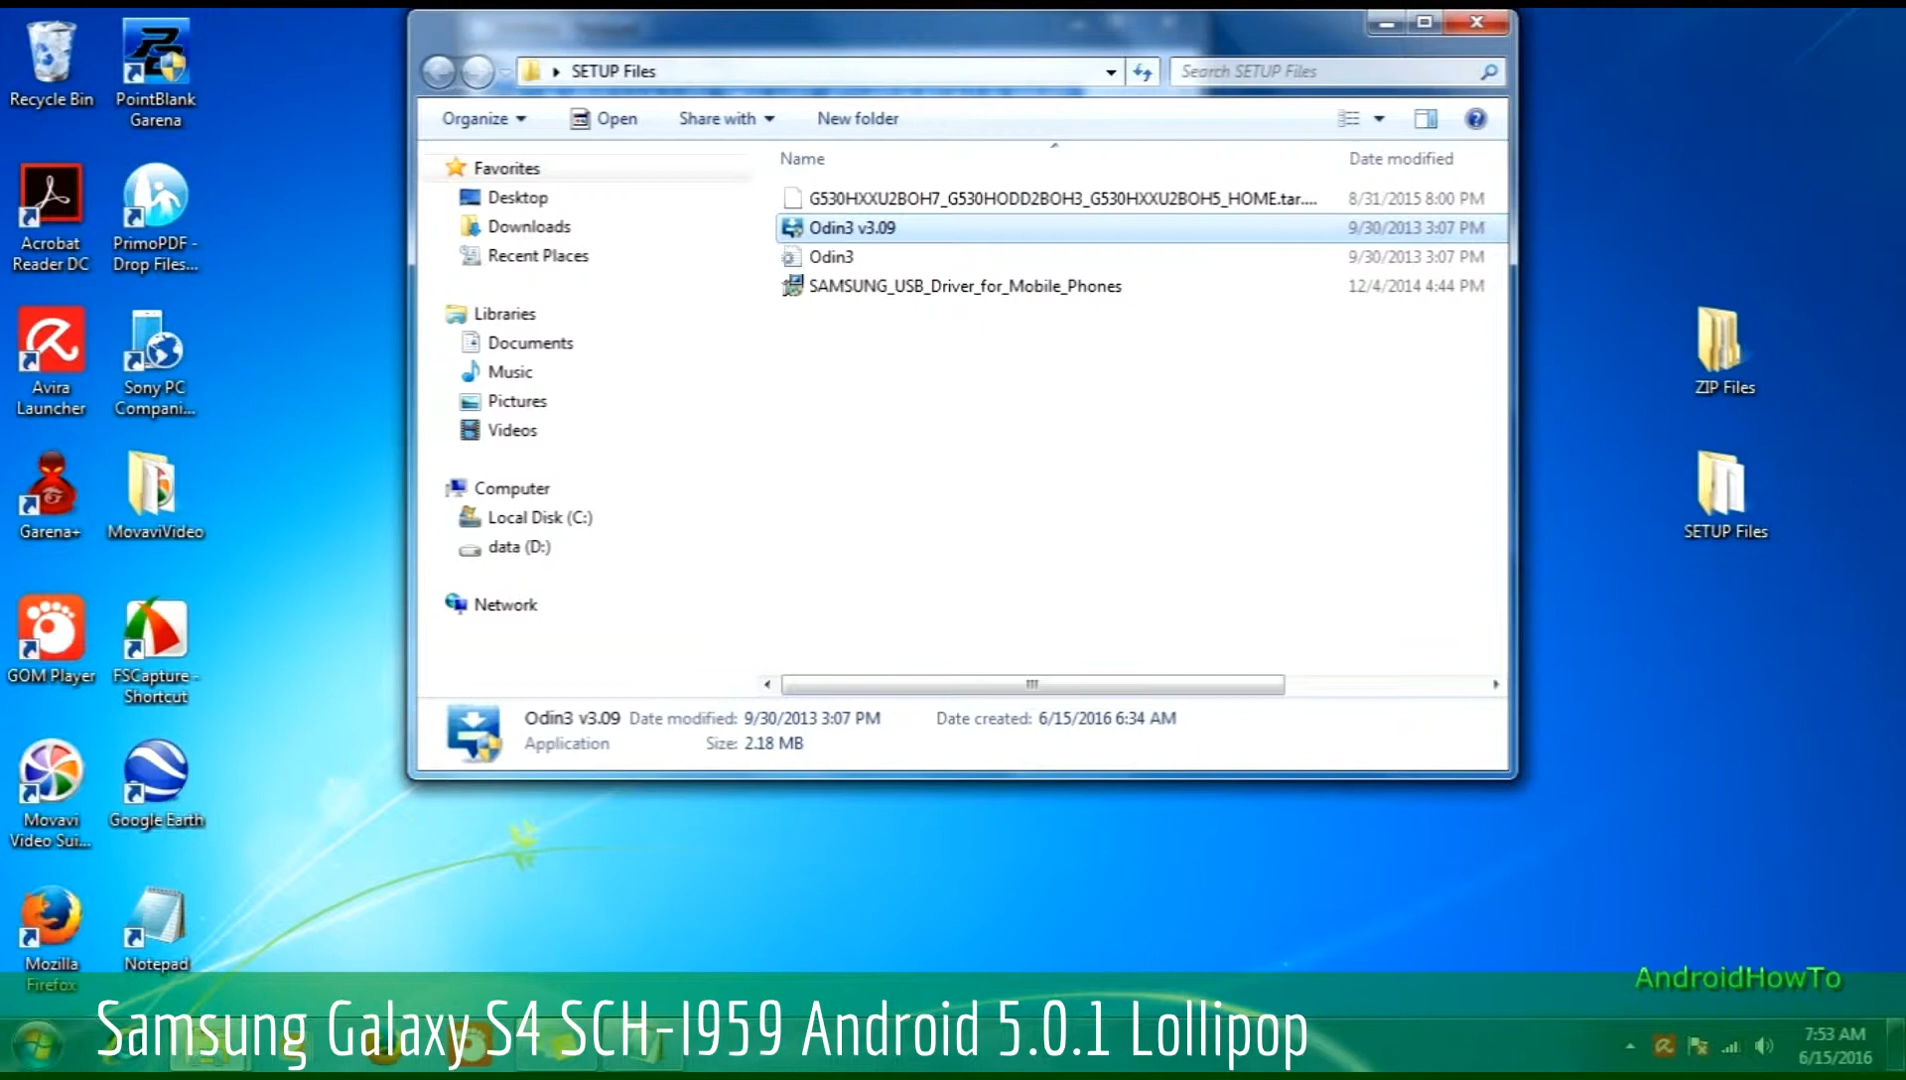 Recycle Bin
PointBlank
Garena
Acrobat
Reader DC
PrimoPDF -
Drop Files...
Avira
Launcher
Sony PC
Compani...
Garena+
MovaviVideo
GOM Player
FSCapture -
Shortcut
Movavi
Video Sui...
Google Earth
Mozilla
Firefox
Notepad
SETUP Files
Search SETUP Files
Organize
Open
Share with
New folder
Favorites
Desktop
Downloads
Recent Places
Libraries
Documents
Music
Pictures
Videos
Computer
Local Disk (C:)
data (D:)
Network
Name Date modified
G530HXXU2BOH7_G530HODD2BOH3_G530HXXU2BOH5_HOME.tar.... 8/31/2015 8:00 PM
Odin3 v3.09 9/30/2013 3:07 PM
Odin3 9/30/2013 3:07 PM
SAMSUNG_USB_Driver_for_Mobile_Phones 12/4/2014 4:44 PM
Odin3 v3.09 Date modified: 9/30/2013 3:07 PM Date created: 6/15/2016 6:34 AM
Application Size: 2.18 MB
ZIP Files
SETUP Files
AndroidHowTo
Samsung Galaxy S4 SCH-I959 Android 5.0.1 Lollipop
7:53 AM
6/15/2016